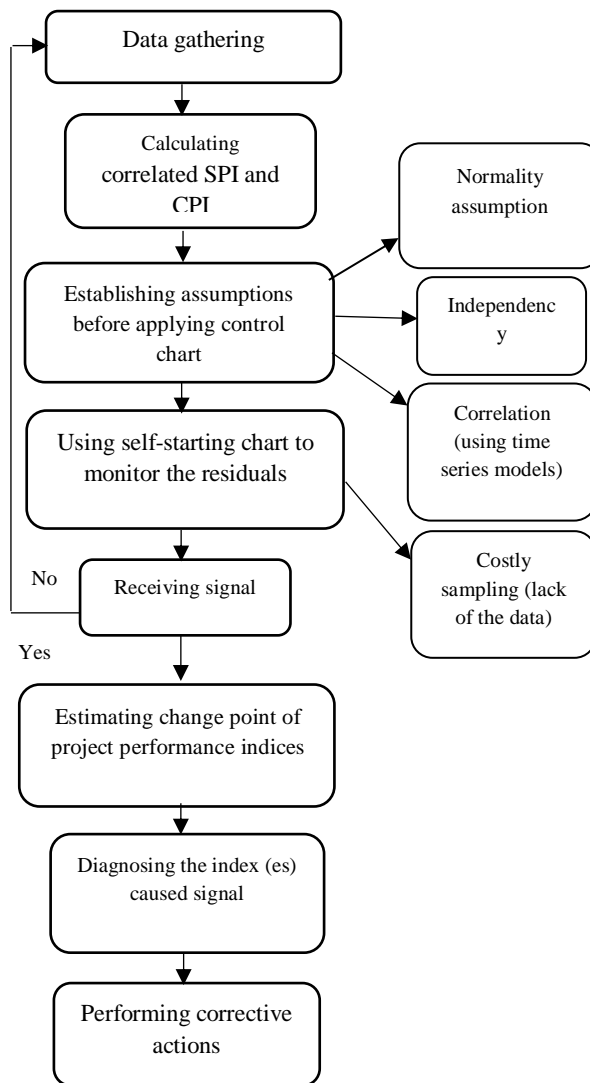 Data gathering
Calculating
correlated SPI and
CPI
Normality
assumption
Establishing assumptions
before applying control
chart
Independenc
y
Correlation
(using time
series models)
Using self-starting chart to
monitor the residuals
Costly
sampling (lack
of the data)
No
Receiving signal
Yes
Estimating change point of
project performance indices
Diagnosing the index (es)
caused signal
Performing corrective
actions